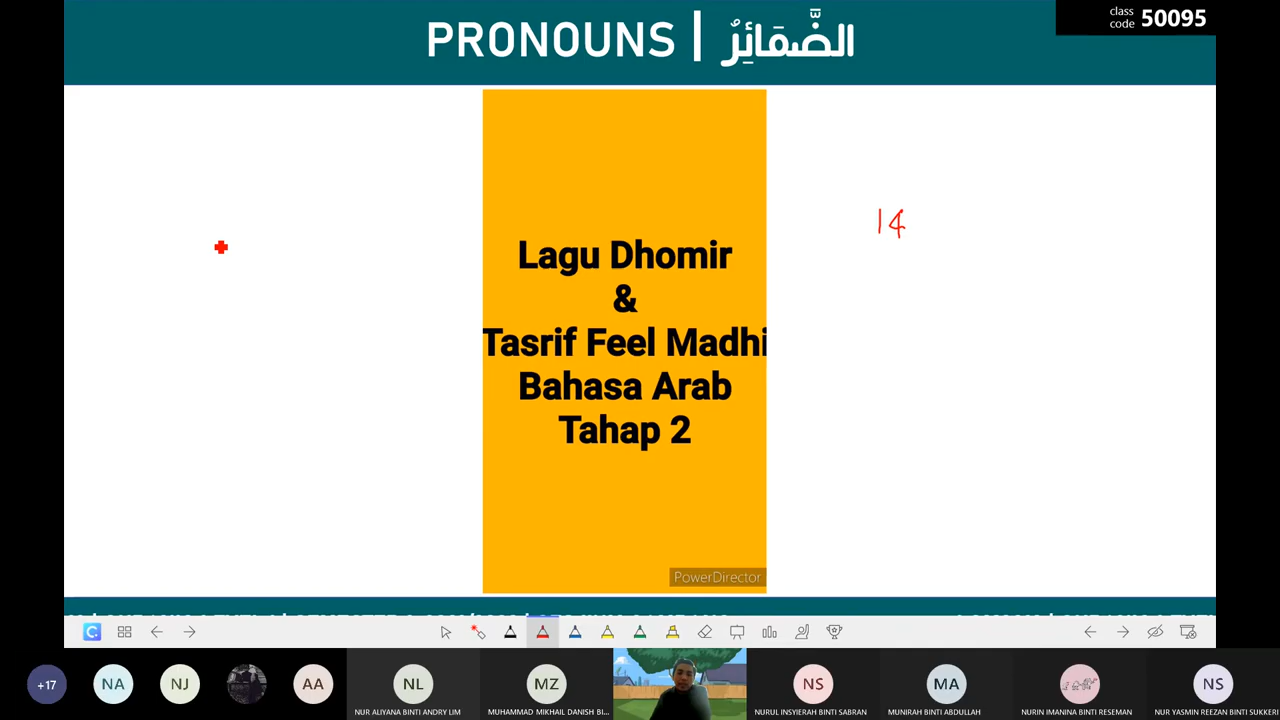 PRONOUNS | الضَّمَائِرُ
class
code 50095
14
Lagu Dhomir
&
Tasrif Feel Madhi
Bahasa Arab
Tahap 2
PowerDirector
+17
NA
NJ
AA
NL
MZ
NS
MA
NS
NUR ALIYANA BINTI ANDRY LIM
MUHAMMAD MIKHAIL DANISH BI...
NURUL INSYIERAH BINTI SABRAN
MUNIRAH BINTI ABDULLAH
NURIN IMANINA BINTI RESEMAN
NUR YASMIN REEZAN BINTI SUKKERI